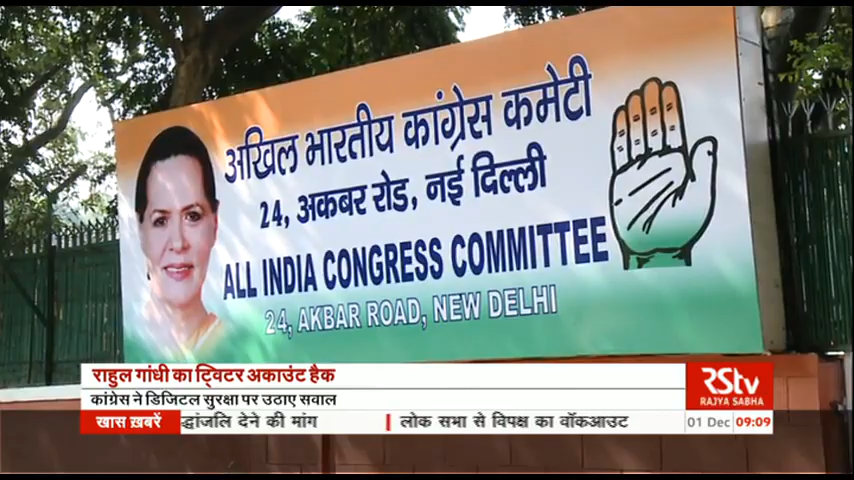 अखिल भारतीय कांग्रेस कमेटी
24, अकबर रोड, नई दिल्ली
ALL INDIA CONGRESS COMMITTEE
24, AKBAR ROAD, NEW DELHI
राहुल गांधी का ट्विटर अकाउंट हैक
कांग्रेस ने डिजिटल सुरक्षा पर उठाए सवाल
RStv
RAJYA SABHA
खास ख़बरें
द्धांजलि देने की मांग
लोक सभा से विपक्ष का वॉकआउट
01 Dec 09:09